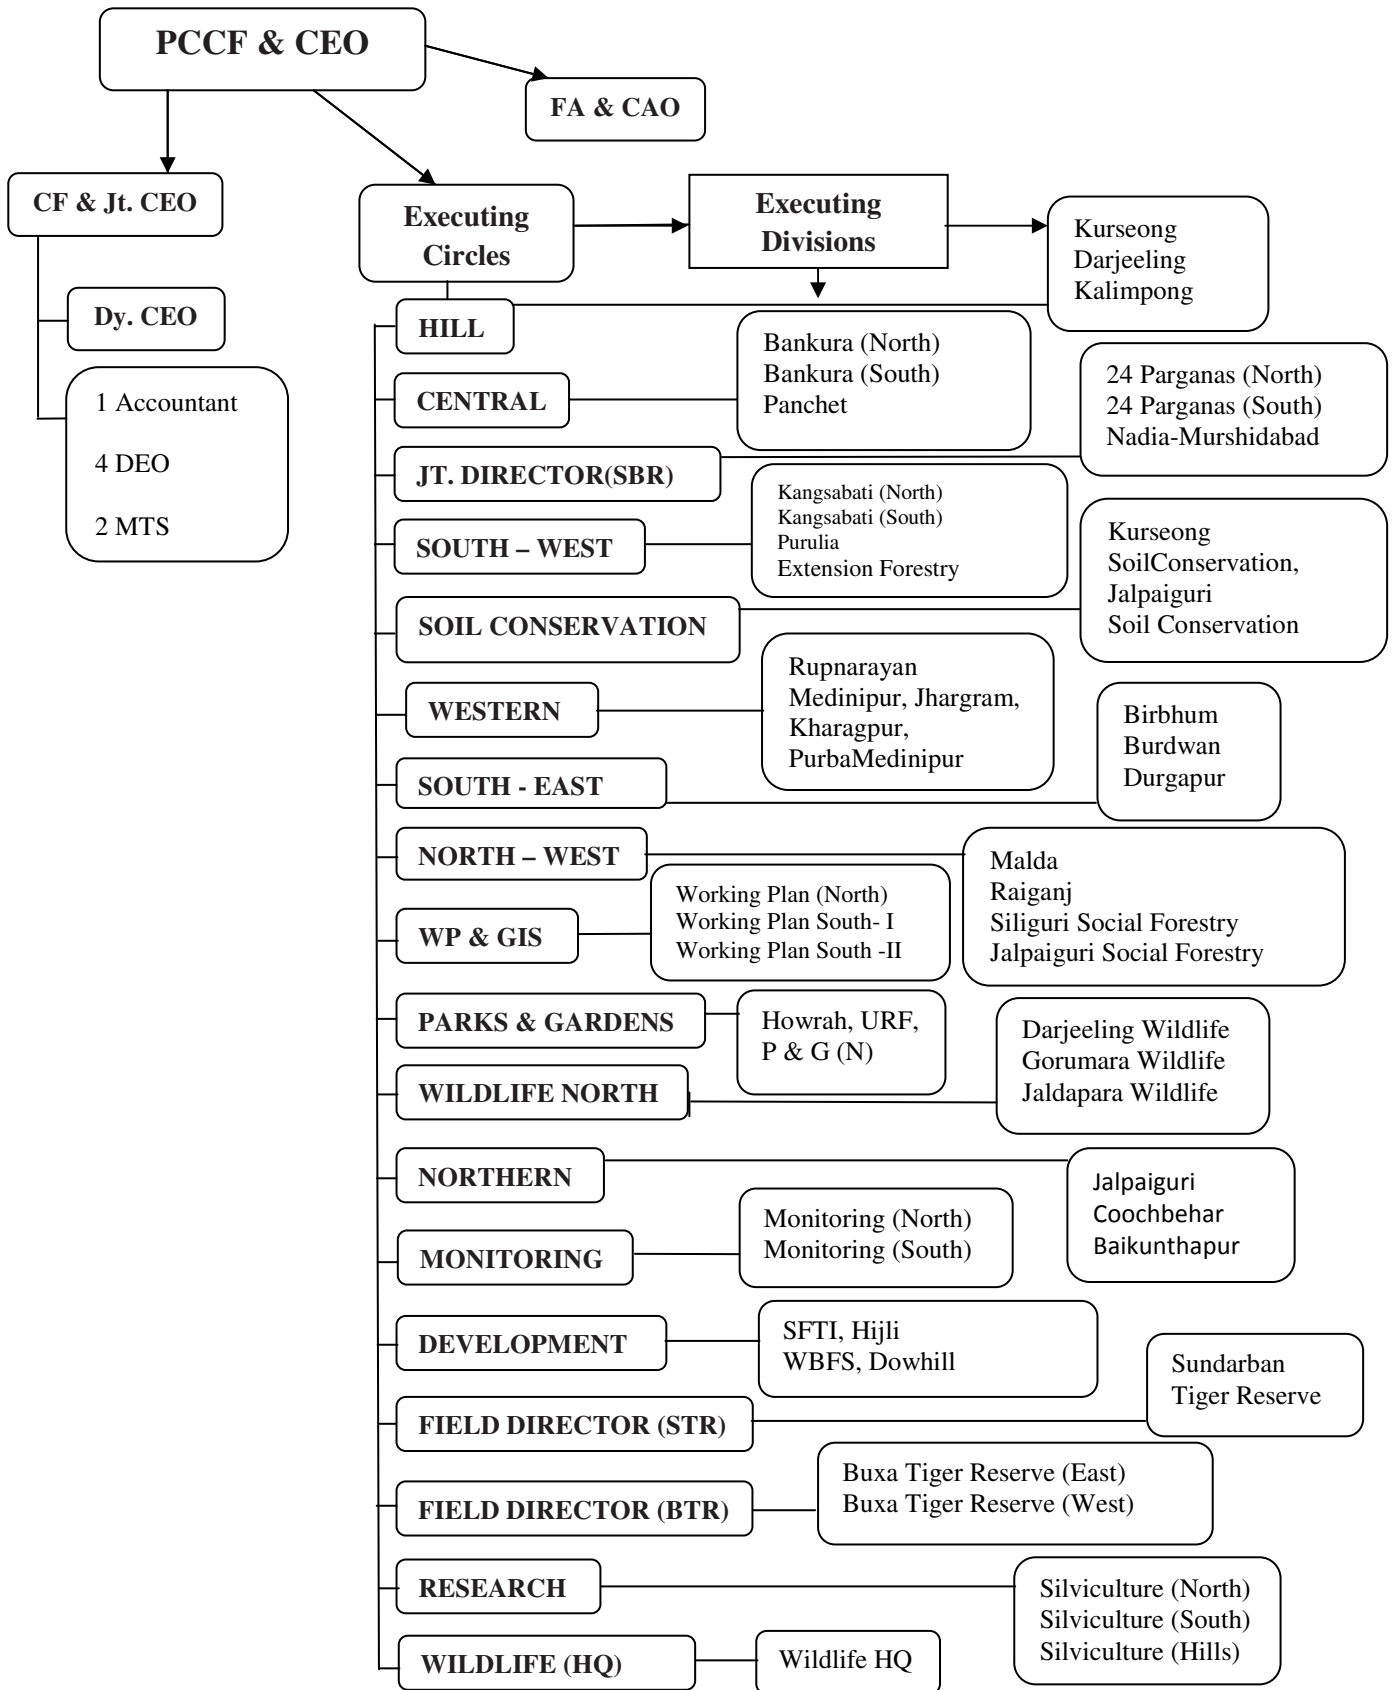 PCCF & CEO
FA & CAO
CF & Jt. CEO
Dy. CEO
1 Accountant
4 DEO
2 MTS
Executing
Circles
Executing
Divisions
HILL
Kurseong
Darjeeling
Kalimpong
CENTRAL
Bankura (North)
Bankura (South)
Panchet
JT. DIRECTOR(SBR)
24 Parganas (North)
24 Parganas (South)
Nadia-Murshidabad
SOUTH – WEST
Kangsabati (North)
Kangsabati (South)
Purulia
Extension Forestry
SOIL CONSERVATION
Kurseong
SoilConservation,
Jalpaiguri
Soil Conservation
WESTERN
Rupnarayan
Medinipur, Jhargram,
Kharagpur,
PurbaMedinipur
SOUTH - EAST
Birbhum
Burdwan
Durgapur
NORTH – WEST
Malda
Raiganj
Siliguri Social Forestry
Jalpaiguri Social Forestry
WP & GIS
Working Plan (North)
Working Plan South- I
Working Plan South -II
PARKS & GARDENS
Howrah, URF,
P & G (N)
WILDLIFE NORTH
Darjeeling Wildlife
Gorumara Wildlife
Jaldapara Wildlife
NORTHERN
Jalpaiguri
Coochbehar
Baikunthapur
MONITORING
Monitoring (North)
Monitoring (South)
DEVELOPMENT
SFTI, Hijli
WBFS, Dowhill
FIELD DIRECTOR (STR)
Sundarban
Tiger Reserve
FIELD DIRECTOR (BTR)
Buxa Tiger Reserve (East)
Buxa Tiger Reserve (West)
RESEARCH
Silviculture (North)
Silviculture (South)
Silviculture (Hills)
WILDLIFE (HQ)
Wildlife HQ